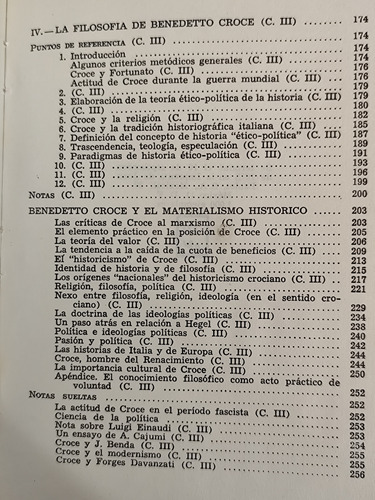 IV.—LA FILOSOFIA DE BENEDETTO CROCE (C. III) ........ 174
PUNTOS DE REFERENCIA (C. III) ........ 174
1. Introducción ........ 174
Algunos criterios metódicos generales (C. III) ........ 174
Croce y Fortunato (C. III) ........ 176
Actitud de Croce durante la guerra mundial (C. III) ... 176
2. (C. III) ........ 179
3. Elaboración de la teoría ético-política de la historia (C. III) 179
4. (C. III) ........ 180
5. Croce y la religión (C. III) ........ 182
6. Croce y la tradición historiográfica italiana (C. III) ... 185
7. Definición del concepto de historia "ético-política" (C. III) 187
8. Trascendencia, teología, especulación (C. III) ........ 189
9. Paradigmas de historia ético-política (C. III) ........ 191
10. (C. III) ........ 193
11. (C. III) ........ 196
12. (C. III) ........ 199
NOTAS (C. III) ........ 200
BENEDETTO CROCE Y EL MATERIALISMO HISTORICO ........ 203
Las críticas de Croce al marxismo (C. III) ........ 203
El elemento práctico en la posición de Croce (C. III) ........ 205
La teoría del valor (C. III) ........ 206
La tendencia a la caída de la cuota de beneficios (C. III) ... 209
El "historicismo" de Croce (C. III) ........ 213
Identidad de historia y de filosofía (C. III) ........ 215
Los orígenes "nacionales" del historicismo crociano (C. III) .. 217
Religión, filosofía, política (C. III) ........ 221
Nexo entre filosofía, religión, ideología (en el sentido cro-
ciano) (C. III) ........ 229
La doctrina de las ideologías políticas (C. III) ........ 234
Un paso atrás en relación a Hegel (C. III) ........ 238
Política e ideologías políticas (C. III) ........ 240
Pasión y política (C. III) ........ 242
Las historias de Italia y de Europa (C. III) ........ 244
Croce, hombre del Renacimiento (C. III) ........ 244
La importancia cultural de Croce (C. III) ........ 250
Apéndice. El conocimiento filosófico como acto práctico de
voluntad (C. III) ........ 252
NOTAS SUELTAS ........ 252
La actitud de Croce en el período fascista (C. III) ........ 252
Ciencia de la política ........ 252
Nota sobre Luigi Einaudi (C. III) ........ 253
Un ensayo de A. Cajumi (C. III) ........ 254
Croce y J. Benda (C. III) ........ 255
Croce y el modernismo (C. III) ........ 255
Croce y Forges Davanzati (C. III) ........ 256